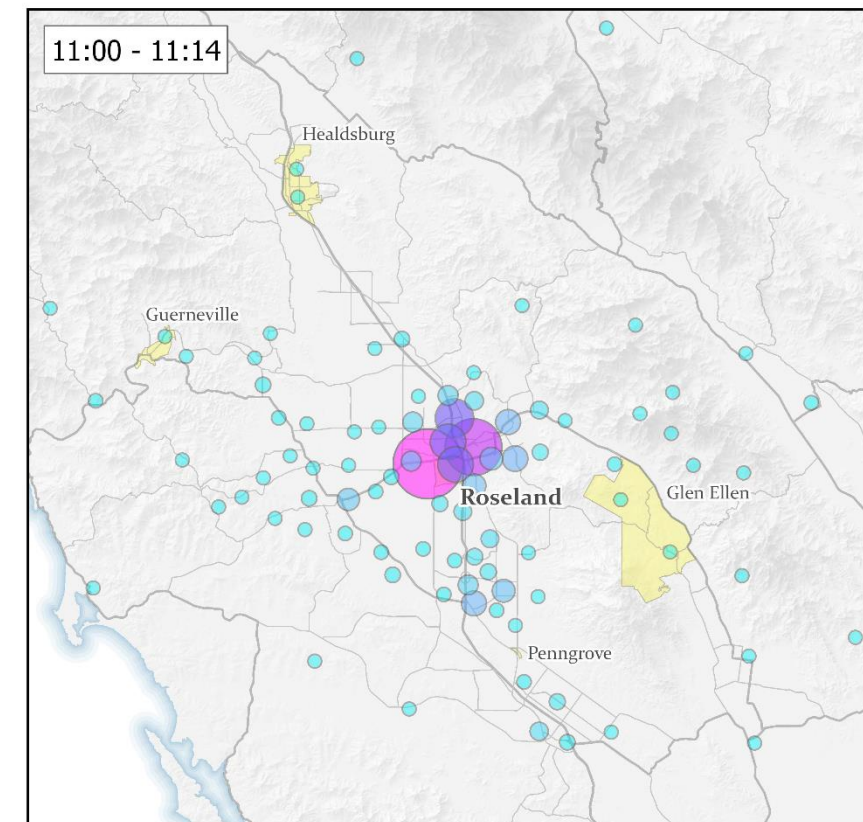 11:00 - 11:14
Healdsburg
Guerneville
Roseland
Glen Ellen
Penngrove